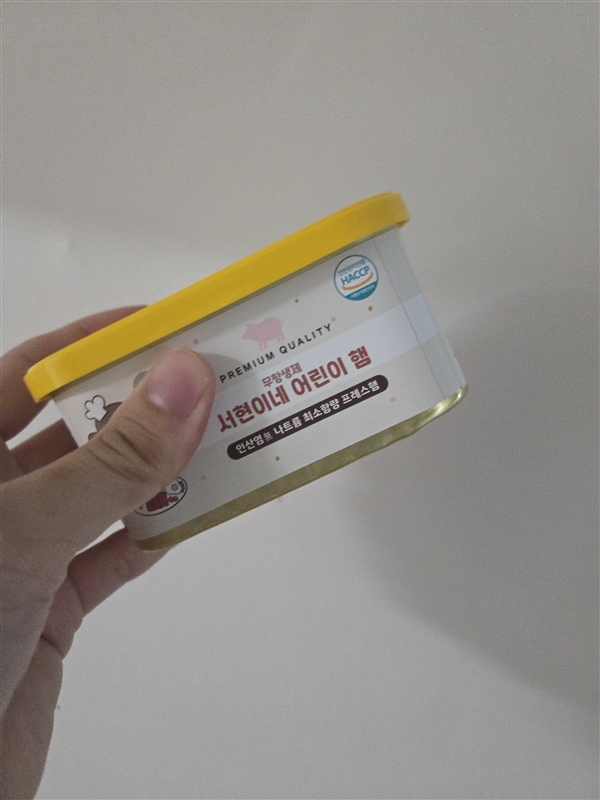 HACCP
PREMIUM QUALITY
무항생제
서현이네 어린이 햄
인산염無 나트륨 최소함량 프레스햄